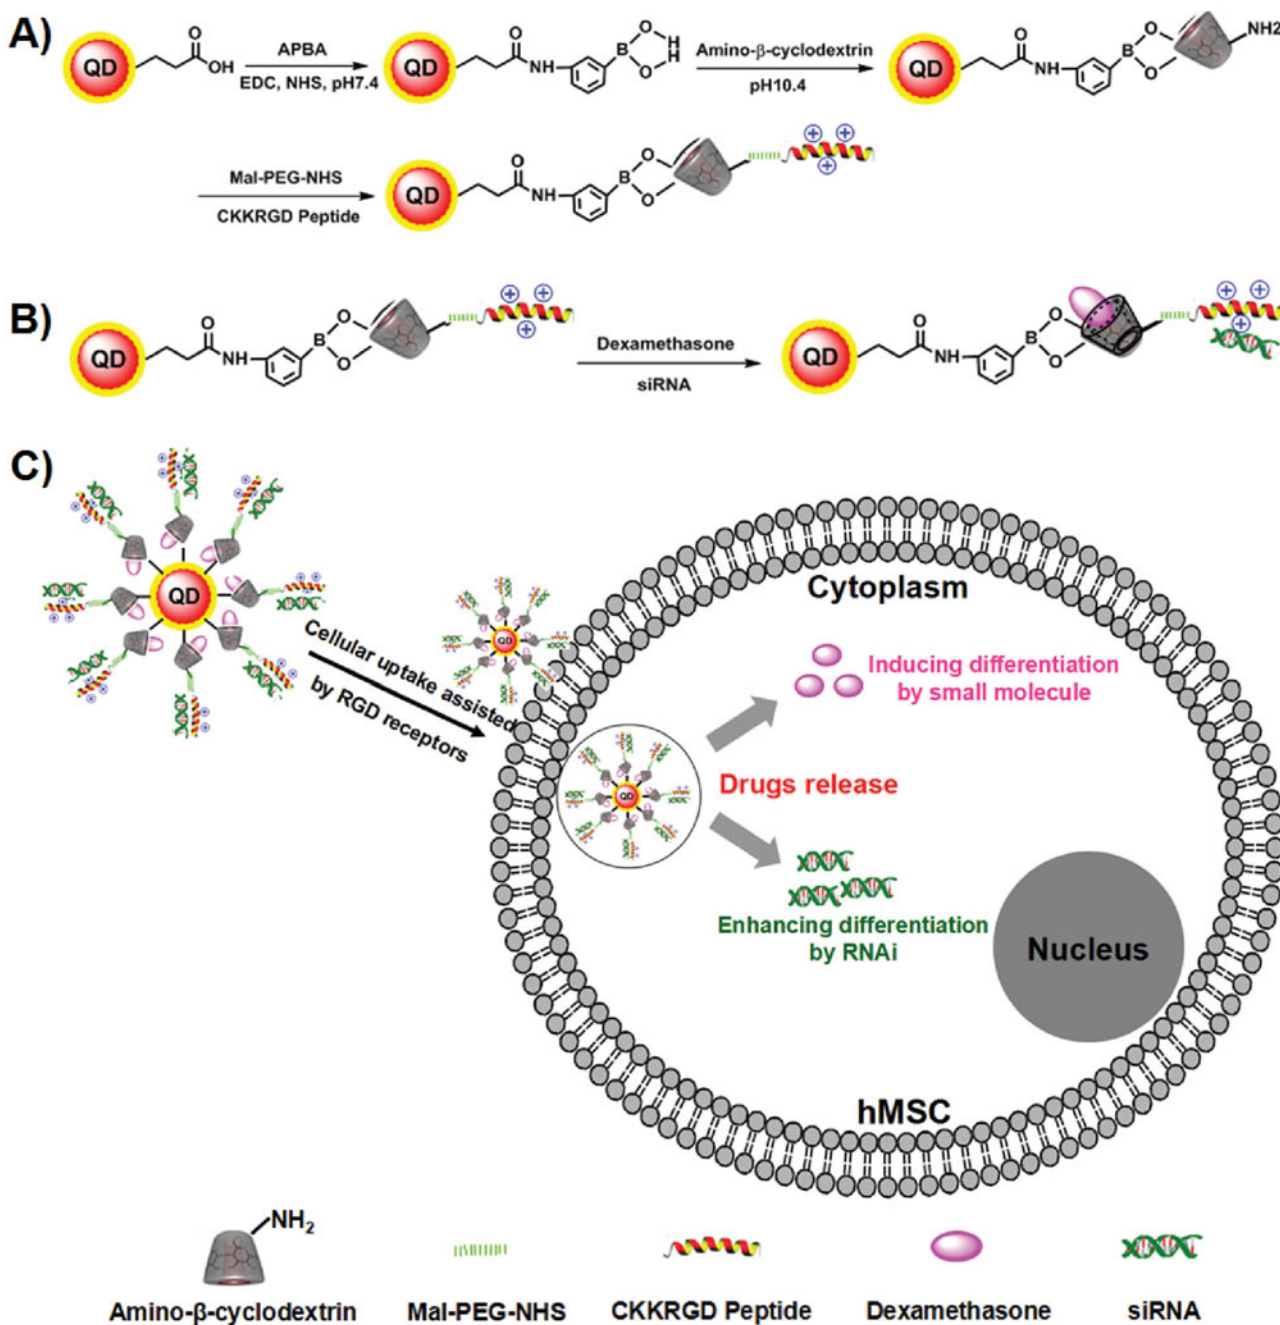 A)
QD
O
OH
APBA
EDC, NHS, pH7.4
QD
O
NH
B
O
H
O
H
Amino-β-cyclodextrin
pH10.4
QD
O
NH
B
O
O
NH2
Mal-PEG-NHS
CKKRGD Peptide
QD
O
NH
B
O
O
B)
QD
O
NH
B
O
O
Dexamethasone
siRNA
QD
O
NH
B
O
O
C)
QD
Cellular uptake assisted
by RGD receptors
QD
QD
Cytoplasm
Inducing differentiation
by small molecule
Drugs release
Enhancing differentiation
by RNAi
Nucleus
hMSC
NH₂
Amino-β-cyclodextrin
Mal-PEG-NHS
CKKRGD Peptide
Dexamethasone
siRNA